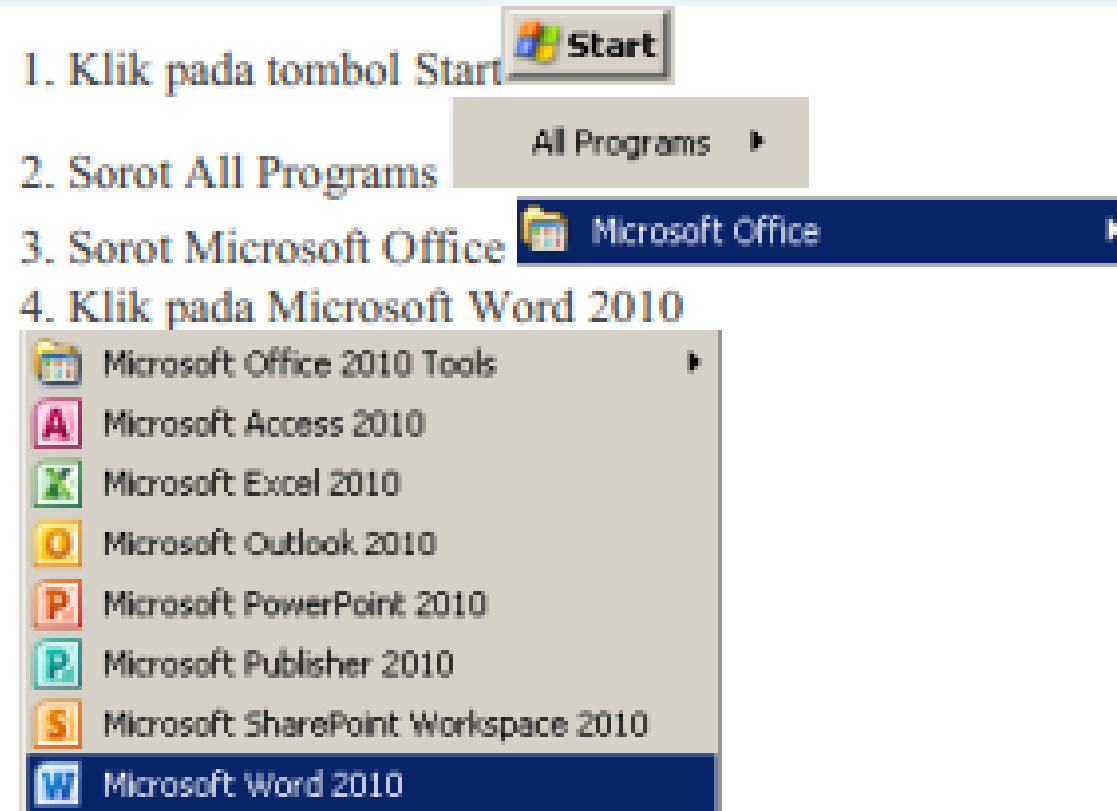 1. Klik pada tombol Start Start
2. Sorot All Programs All Programs
3. Sorot Microsoft Office Microsoft Office
4. Klik pada Microsoft Word 2010
Microsoft Office 2010 Tools
Microsoft Access 2010
Microsoft Excel 2010
Microsoft Outlook 2010
Microsoft PowerPoint 2010
Microsoft Publisher 2010
Microsoft SharePoint Workspace 2010
Microsoft Word 2010